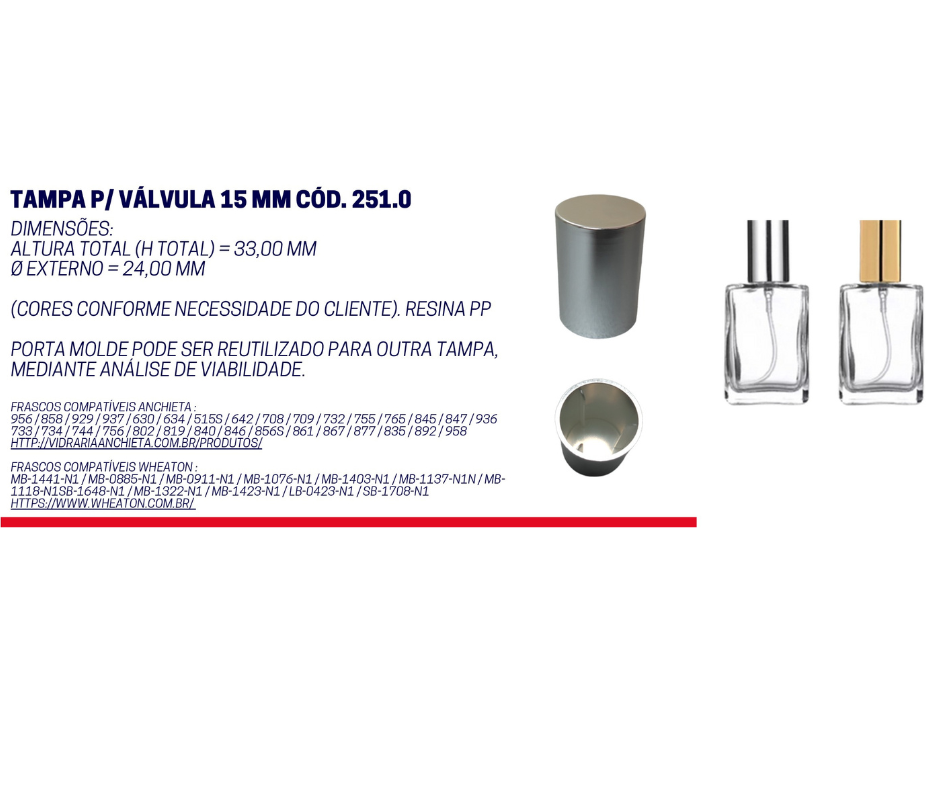 TAMPA P/ VÁLVULA 15 MM CÓD. 251.0
DIMENSÕES:
ALTURA TOTAL (H TOTAL) = 33,00 MM
Ø EXTERNO = 24,00 MM
(CORES CONFORME NECESSIDADE DO CLIENTE). RESINA PP
PORTA MOLDE PODE SER REUTILIZADO PARA OUTRA TAMPA,
MEDIANTE ANÁLISE DE VIABILIDADE.
FRASCOS COMPATÍVEIS ANCHIETA :
956 / 858 / 929 / 937 / 630 / 634 / 515S / 642 / 708 / 709 / 732 / 755 / 765 / 845 / 847 / 936
733 / 734 / 744 / 756 / 802 / 819 / 840 / 846 / 856S / 861 / 867 / 877 / 835 / 892 / 958
HTTP://VIDRARIAANCHIETA.COM.BR/PRODUTOS/
FRASCOS COMPATÍVEIS WHEATON :
MB-1441-N1 / MB-0885-N1 / MB-0911-N1 / MB-1076-N1 / MB-1403-N1 / MB-1137-N1N / MB-
1118-N1SB-1648-N1 / MB-1322-N1 / MB-1423-N1 / LB-0423-N1 / SB-1708-N1
HTTPS://WWW.WHEATON.COM.BR/